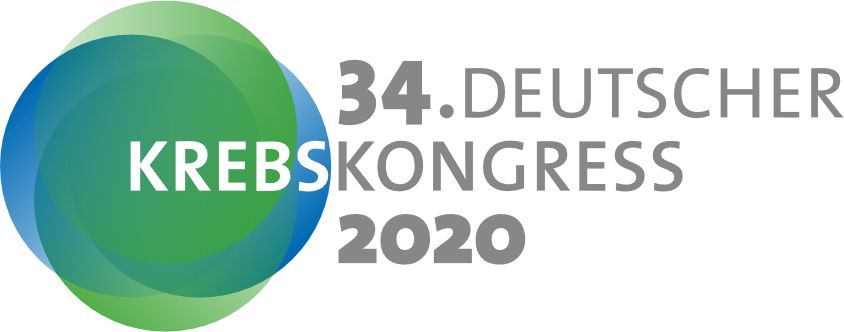 34. DEUTSCHER
KREBSKONGRESS
2020